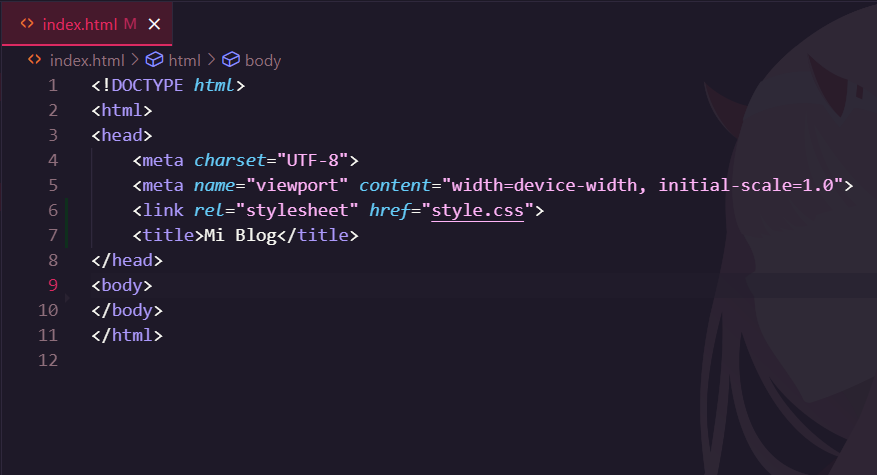 index.html M
index.html > html > body
1 <!DOCTYPE html>
2 <html>
3 <head>
4     <meta charset="UTF-8">
5     <meta name="viewport" content="width=device-width, initial-scale=1.0">
6     <link rel="stylesheet" href="style.css">
7     <title>Mi Blog</title>
8 </head>
9 <body>
10 </body>
11 </html>
12